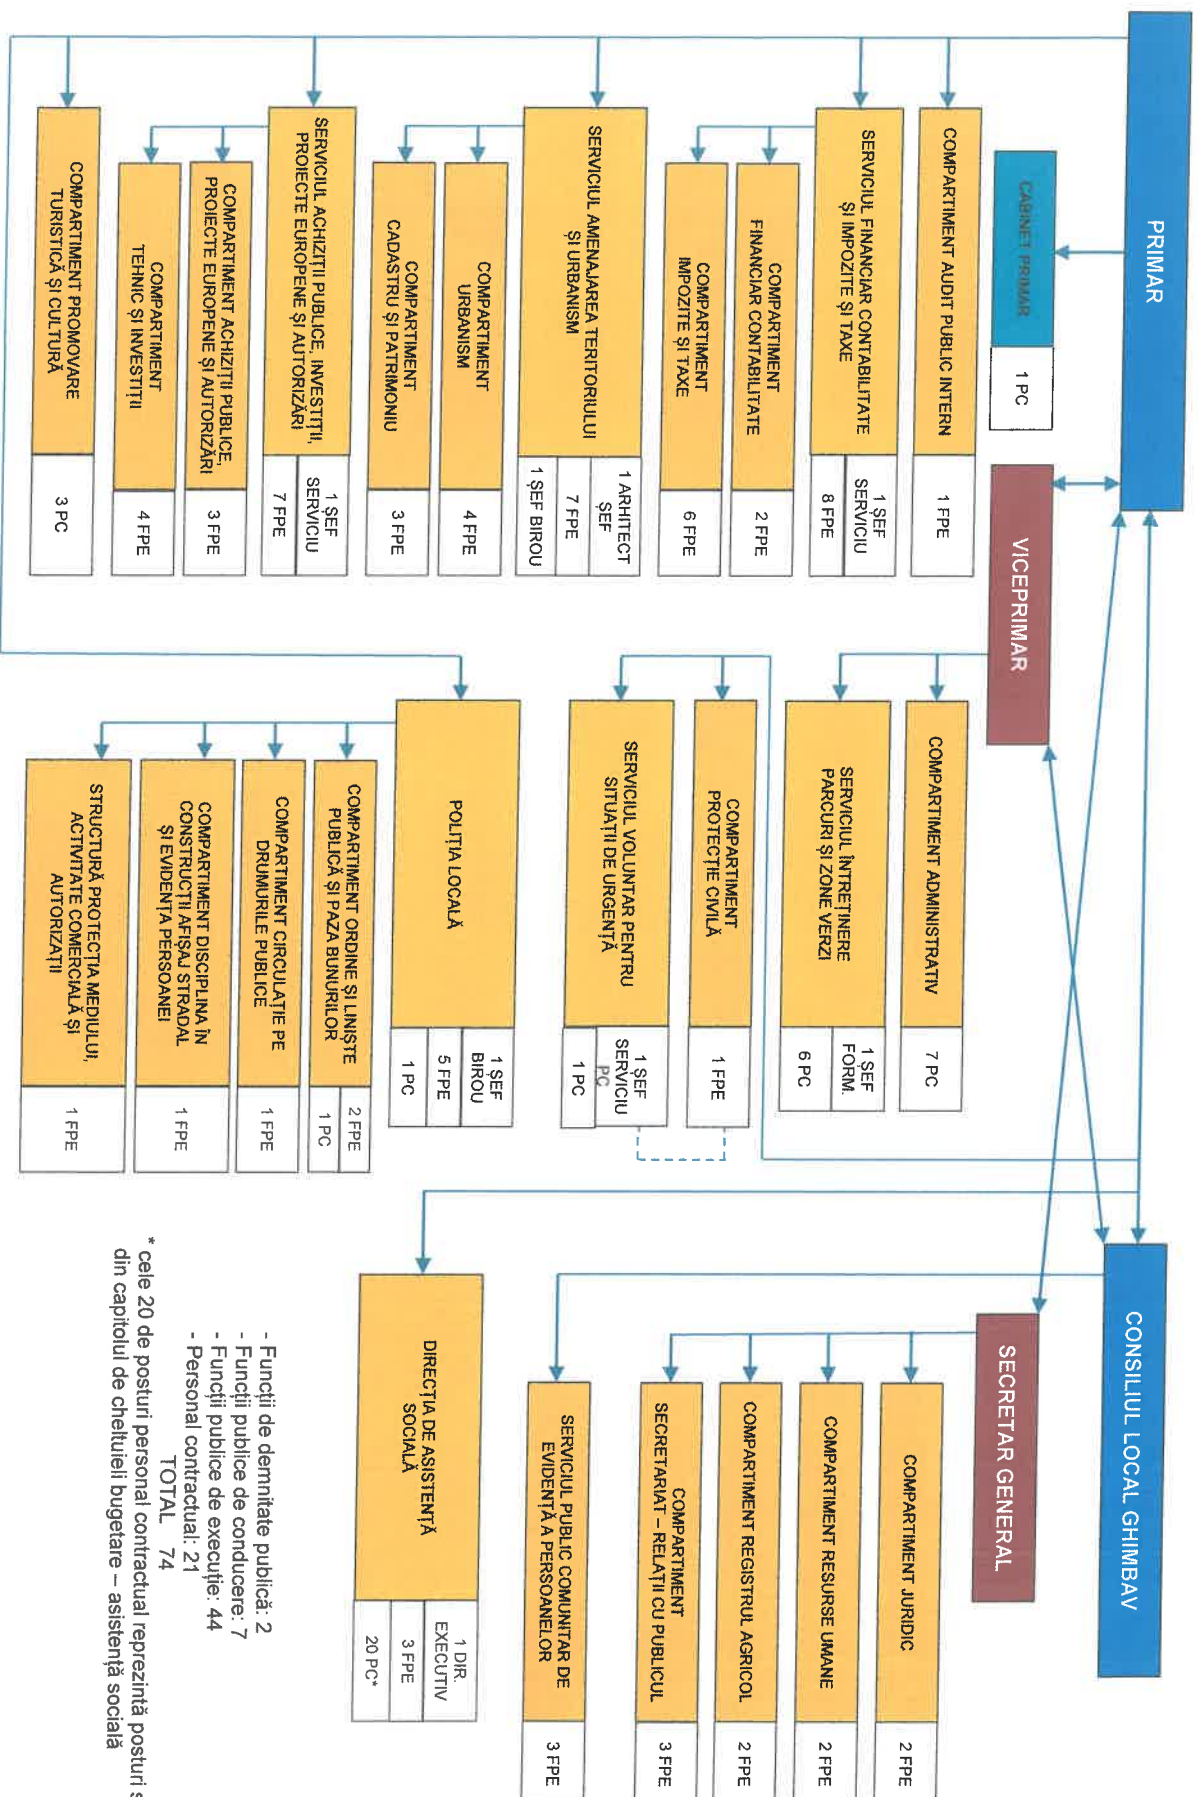 PRIMAR
CONSILIUL LOCAL GHIMBAV
CABINET PRIMAR
1 PC
VICEPRIMAR
SECRETAR GENERAL
COMPARTIMENT AUDIT PUBLIC INTERN
1 FPE
SERVICIUL FINANCIAR CONTABILITATE
ȘI IMPOZITE ȘI TAXE
1 ȘEF
SERVICIU
8 FPE
COMPARTIMENT
FINANCIAR CONTABILITATE
2 FPE
COMPARTIMENT
IMPOZITE ȘI TAXE
6 FPE
SERVICIUL AMENAJAREA TERITORIULUI
ȘI URBANISM
1 ARHITECT
ȘEF
7 FPE
1 ȘEF BIROU
COMPARTIMENT
URBANISM
4 FPE
COMPARTIMENT
CADASTRU ȘI PATRIMONIU
3 FPE
SERVICIUL ACHIZIȚII PUBLICE, INVESTIȚII,
PROIECTE EUROPENE ȘI AUTORIZĂRI
1 ȘEF
SERVICIU
7 FPE
COMPARTIMENT ACHIZIȚII PUBLICE,
PROIECTE EUROPENE ȘI AUTORIZĂRI
3 FPE
COMPARTIMENT
TEHNIC ȘI INVESTIȚII
4 FPE
COMPARTIMENT PROMOVARE
TURISTICĂ ȘI CULTURĂ
3 PC
COMPARTIMENT ADMINISTRATIV
7 PC
SERVICIUL ÎNTREȚINERE
PARCURI ȘI ZONE VERZI
1 ȘEF
FORM.
6 PC
COMPARTIMENT
PROTECȚIE CIVILĂ
1 FPE
SERVICIUL VOLUNTAR PENTRU
SITUAȚII DE URGENȚĂ
1 ȘEF
SERVICIU
PC
1 PC
POLIȚIA LOCALĂ
1 ȘEF
BIROU
5 FPE
1 PC
COMPARTIMENT ORDINE ȘI LINIȘTE
PUBLICĂ ȘI PAZA BUNURILOR
2 FPE
1 PC
COMPARTIMENT CIRCULAȚIE PE
DRUMURILE PUBLICE
1 FPE
COMPARTIMENT DISCIPLINA ÎN
CONSTRUCȚII AFIȘAJ STRADAL
ȘI EVIDENȚA PERSOANEI
1 FPE
STRUCTURĂ PROTECȚIA MEDIULUI,
ACTIVITATE COMERCIALĂ ȘI
AUTORIZAȚII
1 FPE
COMPARTIMENT JURIDIC
2 FPE
COMPARTIMENT RESURSE UMANE
2 FPE
COMPARTIMENT REGISTRUL AGRICOL
2 FPE
COMPARTIMENT
SECRETARIAT – RELAȚII CU PUBLICUL
3 FPE
SERVICIUL PUBLIC COMUNITAR DE
EVIDENȚĂ A PERSOANELOR
3 FPE
DIRECȚIA DE ASISTENȚĂ
SOCIALĂ
1 DIR.
EXECUTIV
3 FPE
20 PC*
- Funcții de demnitate publică: 2
- Funcții publice de conducere: 7
- Funcții publice de execuție: 44
- Personal contractual: 21
TOTAL 74
* cele 20 de posturi personal contractual reprezintă posturi
din capitolul de cheltuieli bugetare – asistență socială